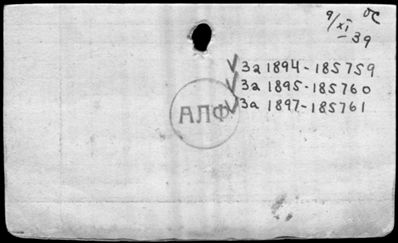 9/XI-39
√ За 1894-185759
√ За 1895-185760
√ За 1897-185761
АЛФ